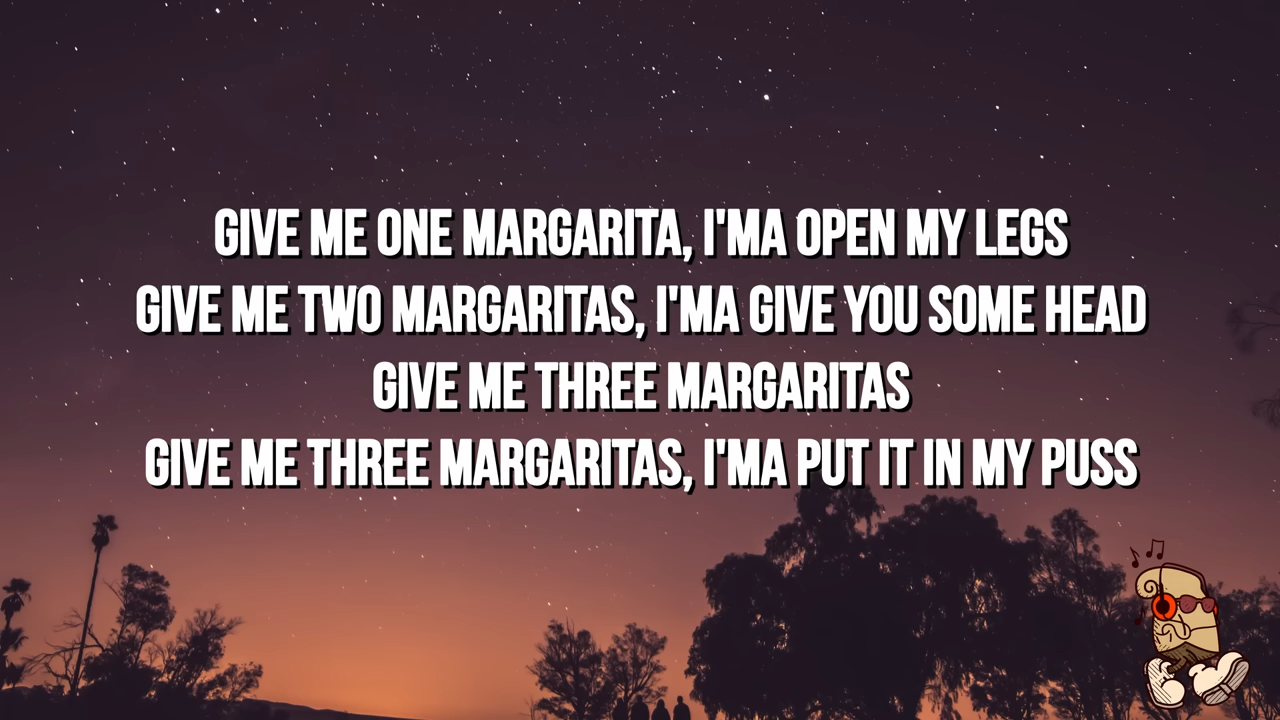 GIVE ME ONE MARGARITA, I'MA OPEN MY LEGS
GIVE ME TWO MARGARITAS, I'MA GIVE YOU SOME HEAD
GIVE ME THREE MARGARITAS
GIVE ME THREE MARGARITAS, I'MA PUT IT IN MY PUSS